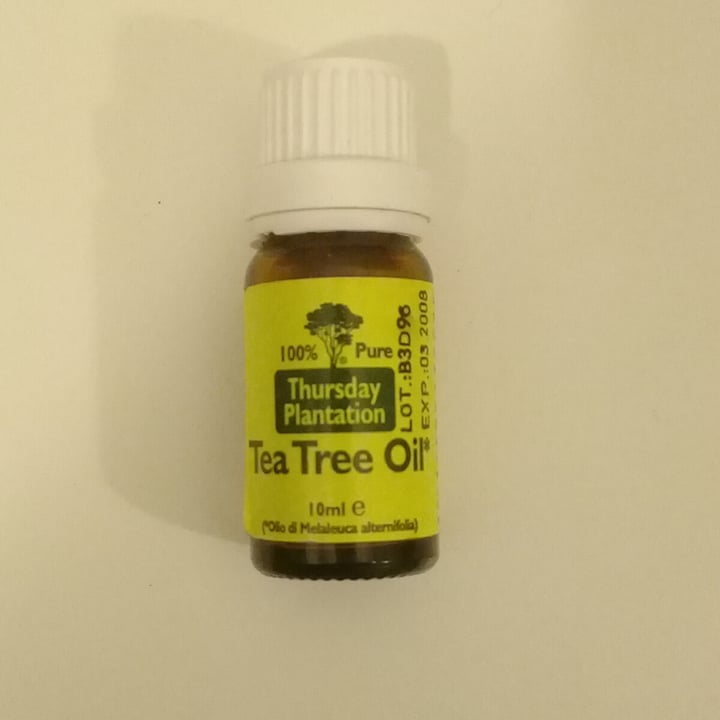 100% Pure
Thursday
Plantation
Tea Tree Oil*
10ml e
(*Olio di Melaleuca alternifolia)
LOT.:B3D96
EXP.:03 2008